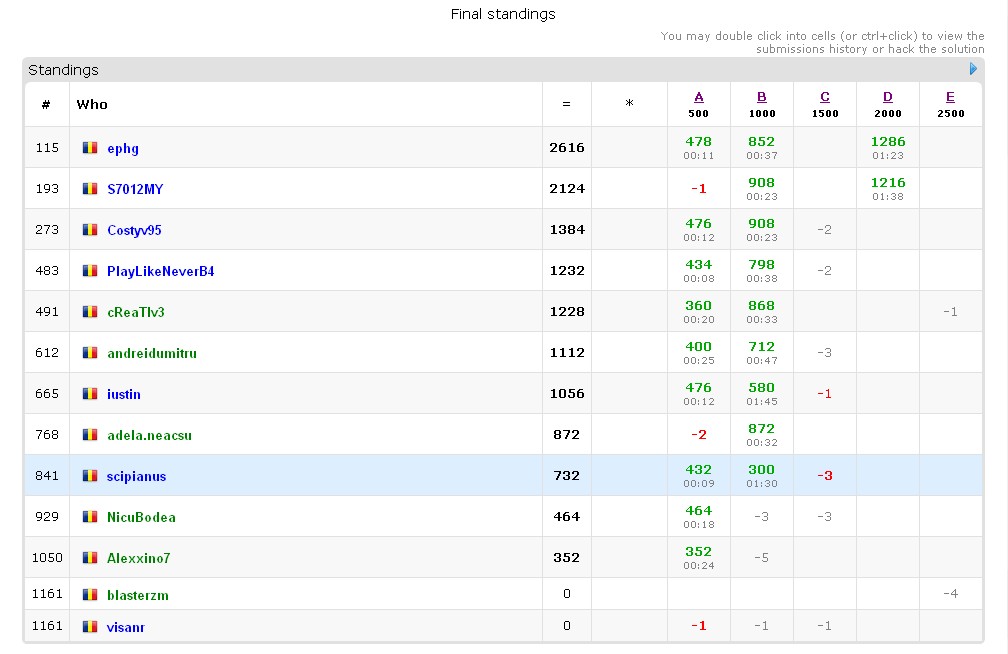 Final standings
You may double click into cells (or ctrl+click) to view the
submissions history or hack the solution
Standings
# Who = * A B C D E
500 1000 1500 2000 2500
115 ephg 2616 478 852 1286
00:11 00:37 01:23
193 S7012MY 2124 -1 908 1216
00:23 01:38
273 Costyv95 1384 476 908 -2
00:12 00:23
483 PlayLikeNeverB4 1232 434 798 -2
00:08 00:38
491 cReaTIv3 1228 360 868 -1
00:20 00:33
612 andreidumitru 1112 400 712 -3
00:25 00:47
665 iustin 1056 476 580 -1
00:12 01:45
768 adela.neacsu 872 -2 872
00:32
841 scipianus 732 432 300 -3
00:09 01:30
929 NicuBodea 464 464 -3 -3
00:18
1050 Alexxino7 352 352 -5
00:24
1161 blasterzm 0 -4
1161 visanr 0 -1 -1 -1